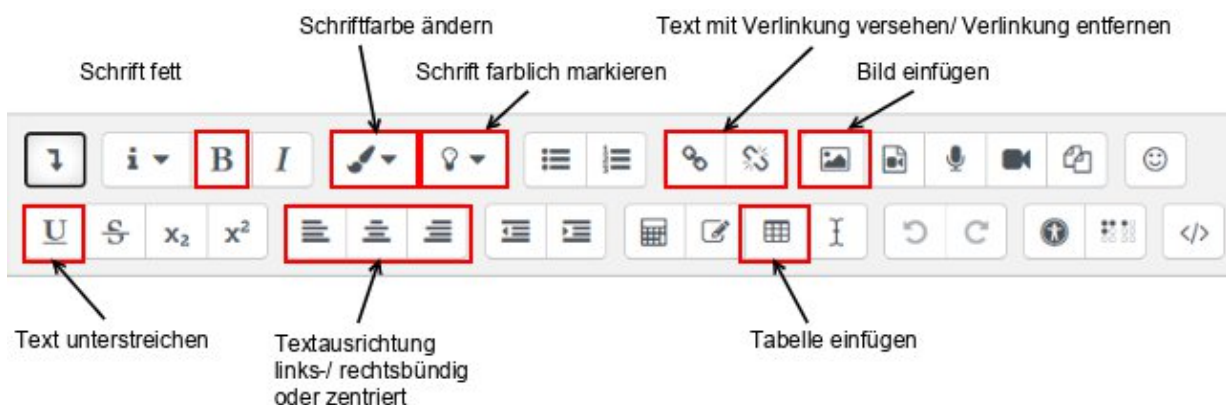 Schriftfarbe ändern
Text mit Verlinkung versehen/ Verlinkung entfernen
Schrift fett
Schrift farblich markieren
Bild einfügen
i B I
U S x₂ x² </>
Text unterstreichen
Textausrichtung
links-/ rechtsbündig
oder zentriert
Tabelle einfügen